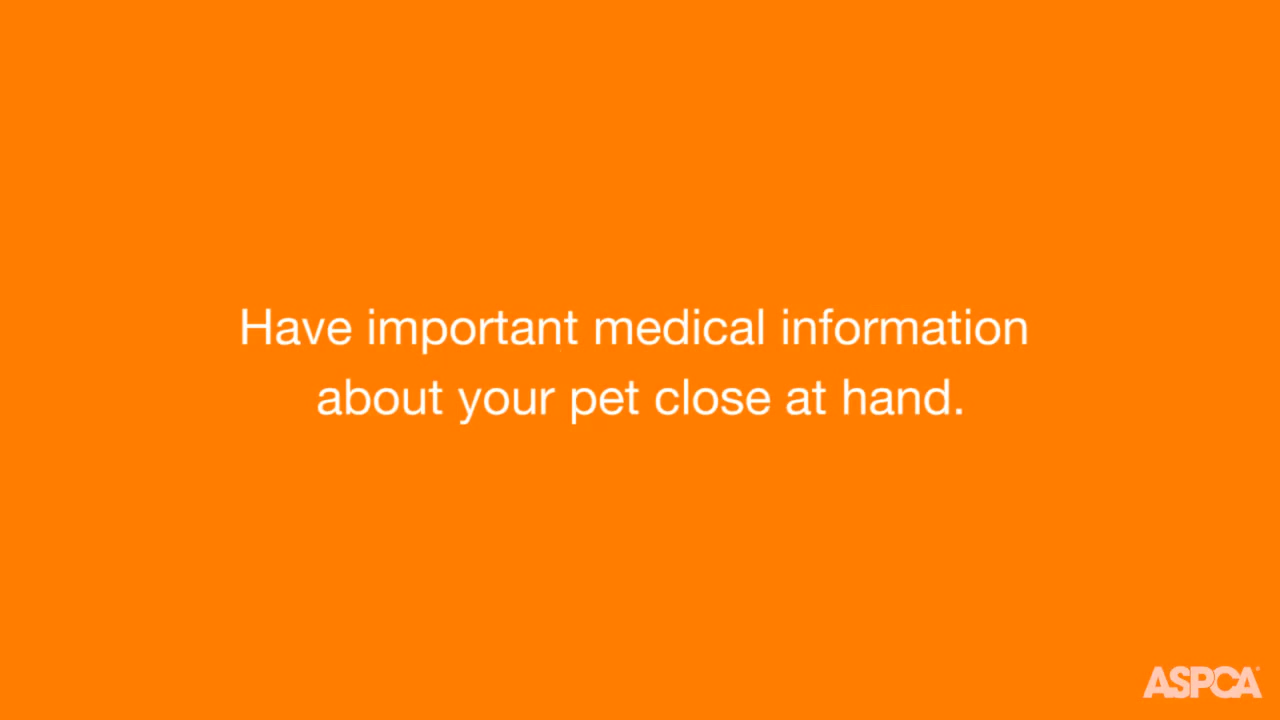 Have important medical information
about your pet close at hand.
ASPCA®